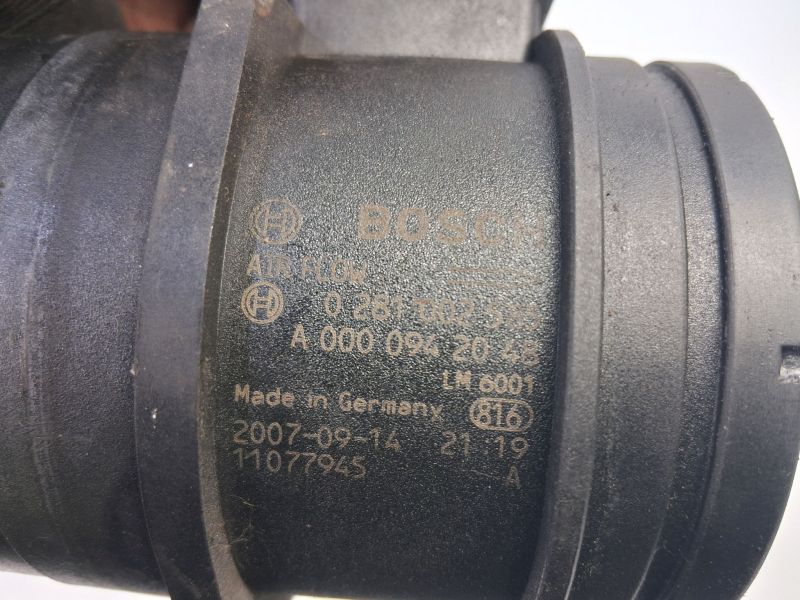 BOSCH
AIR FLOW
0 281 002
A 000 094 20 48
LM 6001
Made in Germany 816
2007-09-14 21:19
11077945 A